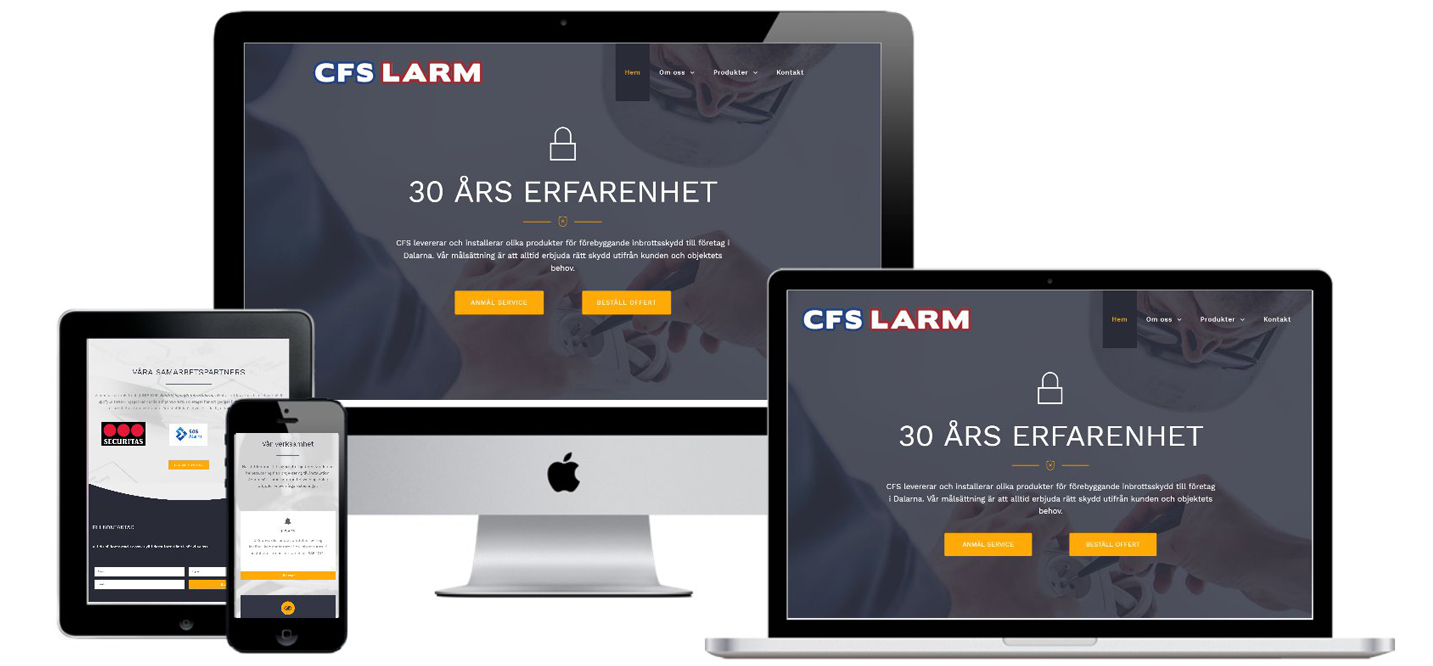 CFS LARM
Hem Om oss Produkter Kontakt
30 ÅRS ERFARENHET
CFS levererar och installerar olika produkter för förebyggande inbrottsskydd till företag i
Dalarna. Vår målsättning är att alltid erbjuda rätt skydd utifrån kunden och objektets
behov.
ANMÄL SERVICE BESTÄLL OFFERT
CFS LARM
Hem Om oss Produkter Kontakt
30 ÅRS ERFARENHET
CFS levererar och installerar olika produkter för förebyggande inbrottsskydd till företag
i Dalarna. Vår målsättning är att alltid erbjuda rätt skydd utifrån kunden och objektets
behov.
ANMÄL SERVICE BESTÄLL OFFERT
VÅRA SAMARBETSPARTNERS
SECURITAS
SOS
Alarm
Vår verksamhet